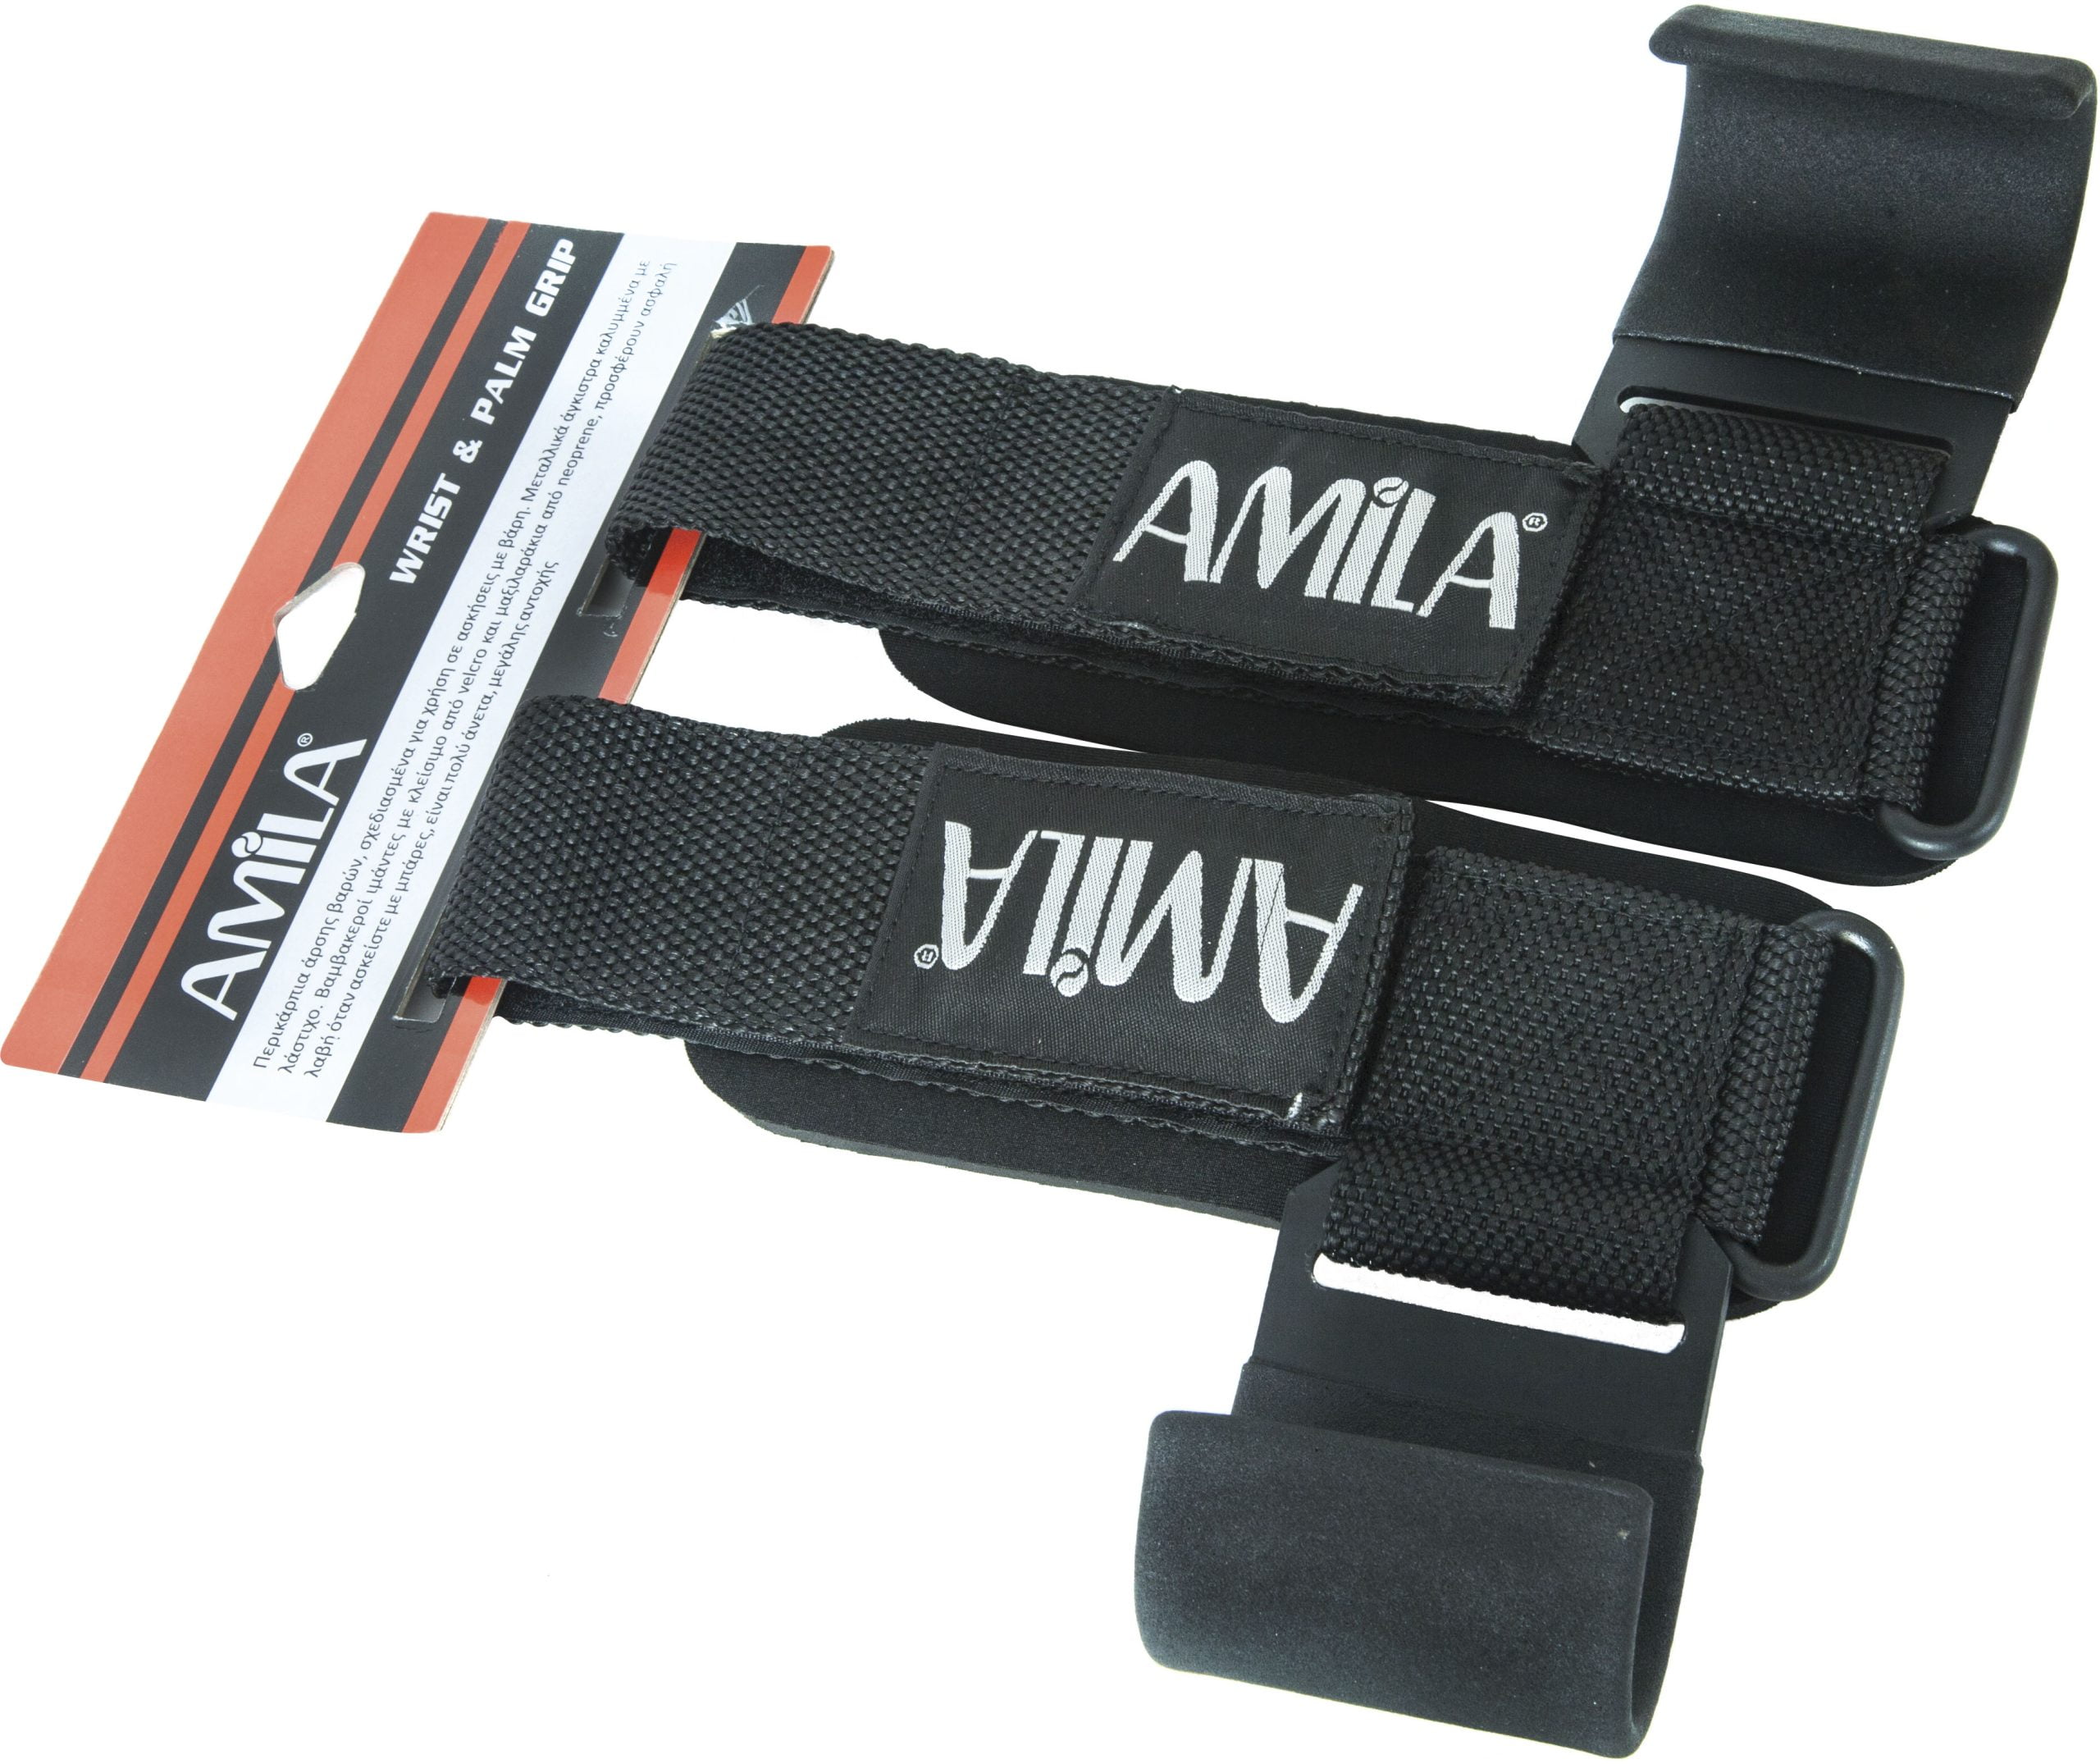 AMILA®
WRIST & PALM GRIP
Περικάρπια άρσης βαρών, σχεδιασμένα για χρήση σε ασκήσεις με βάρη. Μεταλλικά άγκιστρα καλυμμένα με
λάστιχο. Βαμβακεροί ιμάντες με κλείσιμο από velcro και μαξιλαράκια από neoprene, προσφέρουν ασφαλή
λαβή όταν ασκείστε με μπάρες, είναι πολύ άνετα, μεγάλης αντοχής
AMILA®
AMILA®